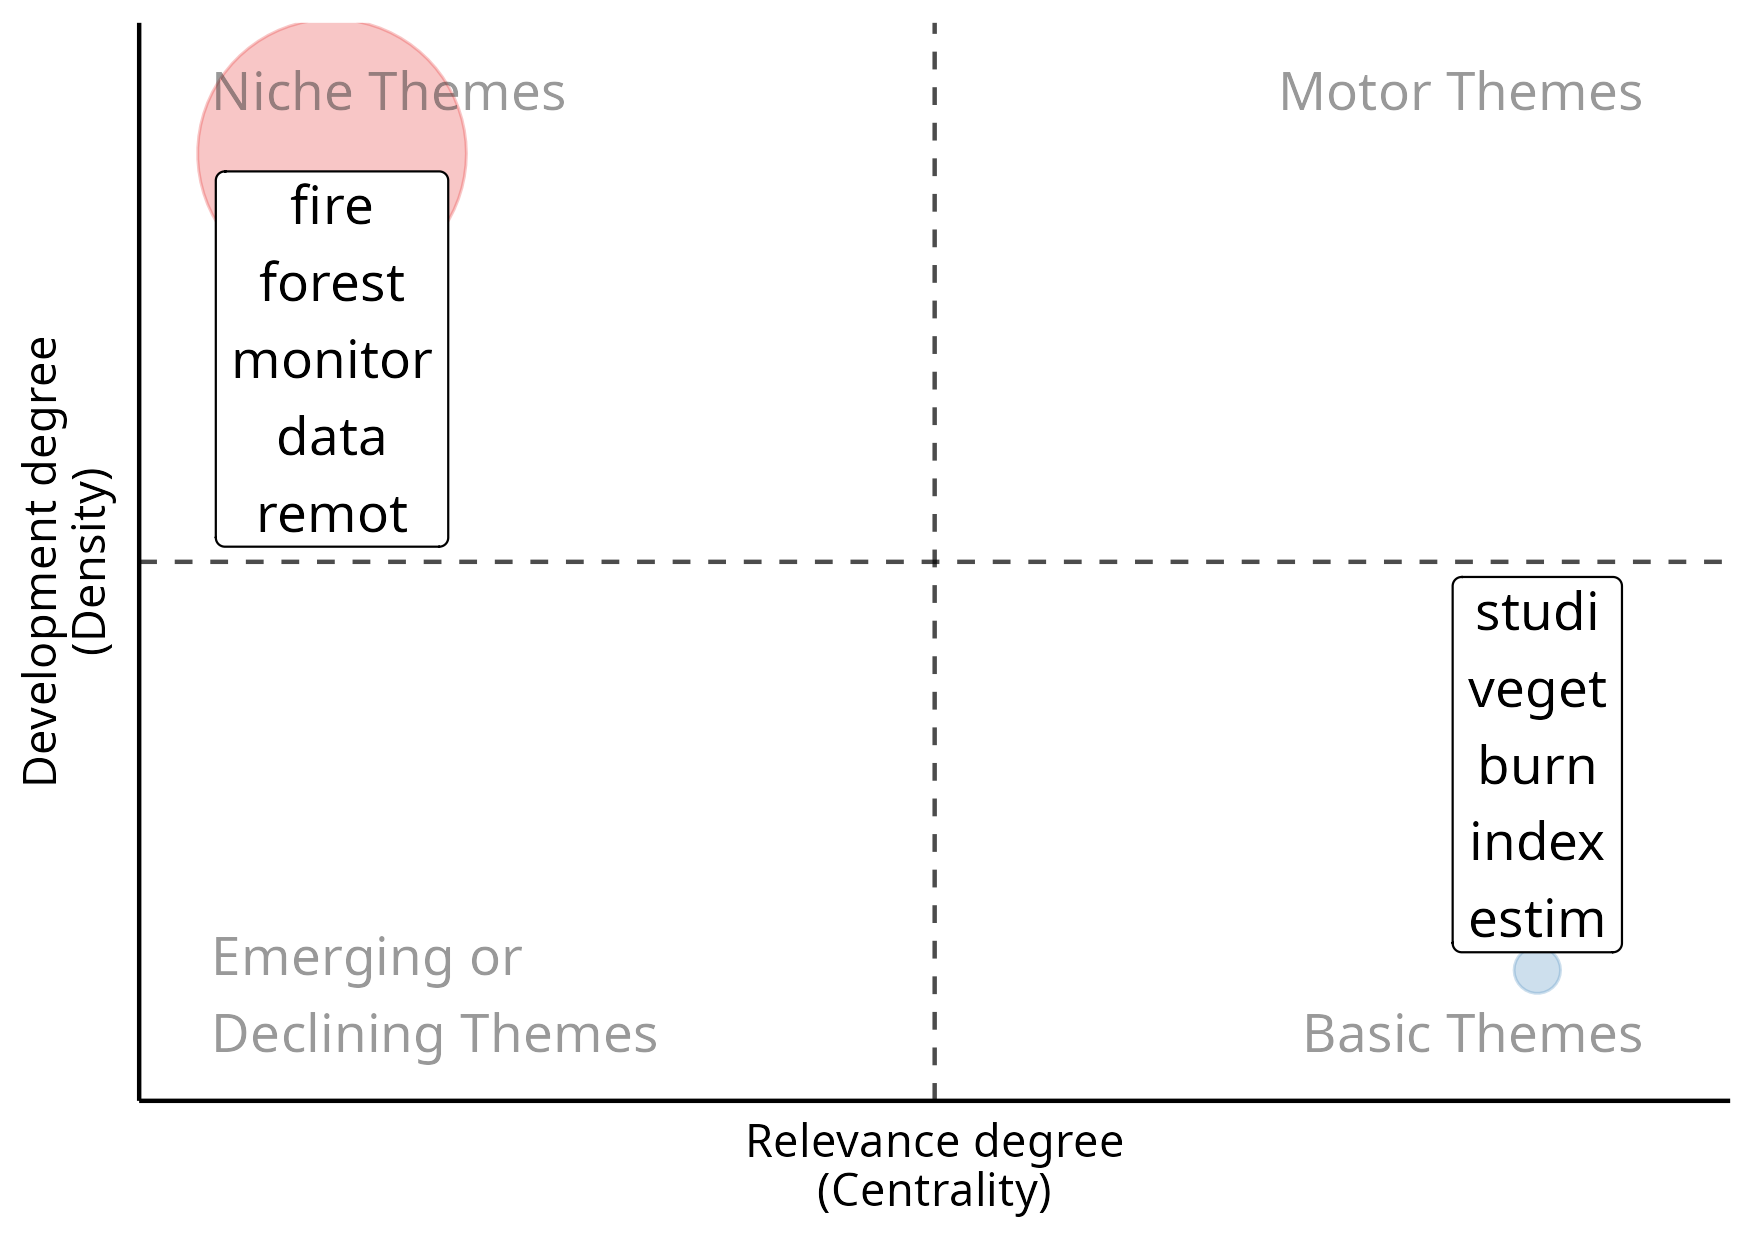 Niche Themes
Motor Themes
fire
forest
monitor
data
remot
Development degree
(Density)
studi
veget
burn
index
estim
Emerging or
Declining Themes
Basic Themes
Relevance degree
(Centrality)